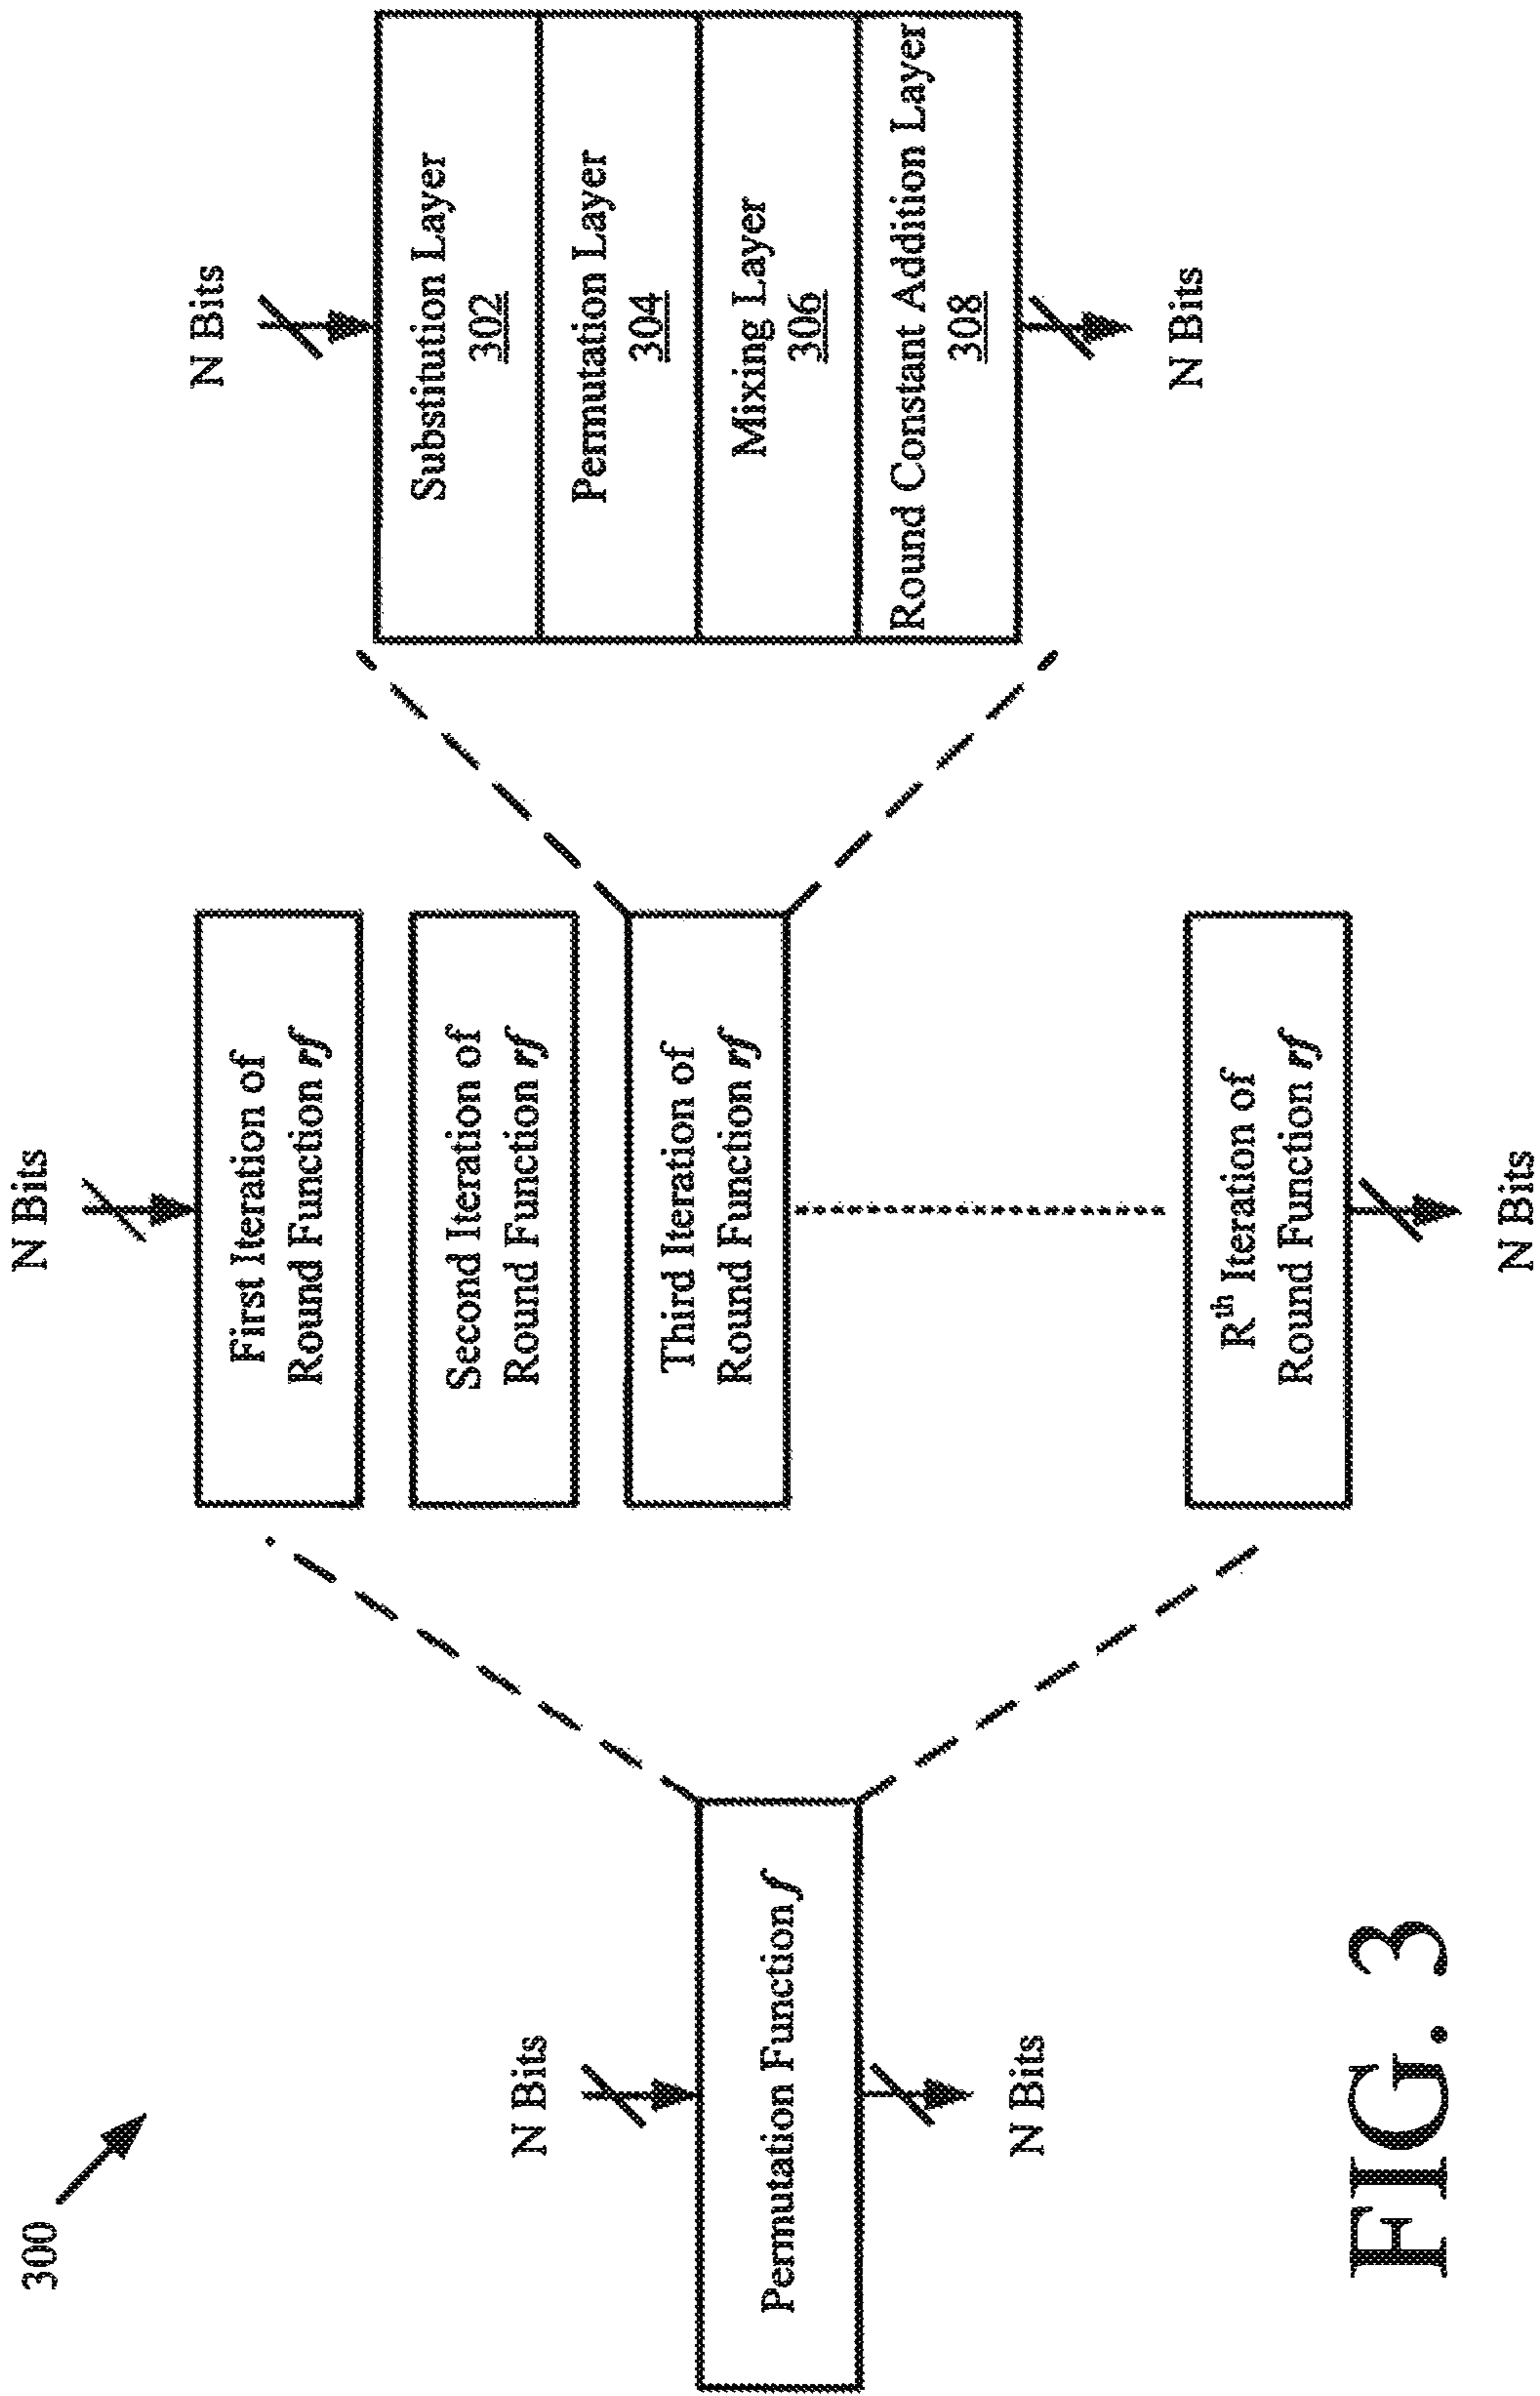 300
N Bits
Permutation Function f
N Bits
N Bits
First Iteration of
Round Function rf
Second Iteration of
Round Function rf
Third Iteration of
Round Function rf
Rth Iteration of
Round Function rf
N Bits
N Bits
Substitution Layer
302
Permutation Layer
304
Mixing Layer
306
Round Constant Addition Layer
308
N Bits
FIG. 3